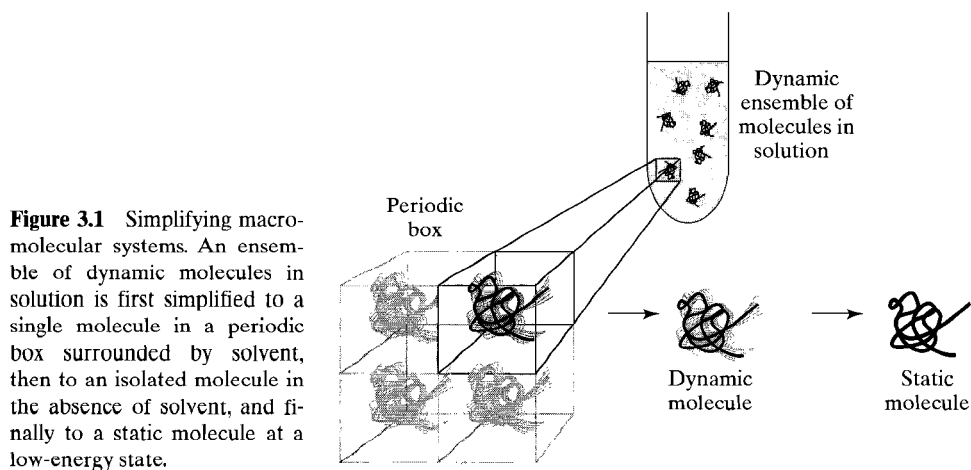 Figure 3.1 Simplifying macro-
molecular systems. An ensem-
ble of dynamic molecules in
solution is first simplified to a
single molecule in a periodic
box surrounded by solvent,
then to an isolated molecule in
the absence of solvent, and fi-
nally to a static molecule at a
low-energy state.
Periodic
box
Dynamic
ensemble of
molecules in
solution
Dynamic
molecule
Static
molecule